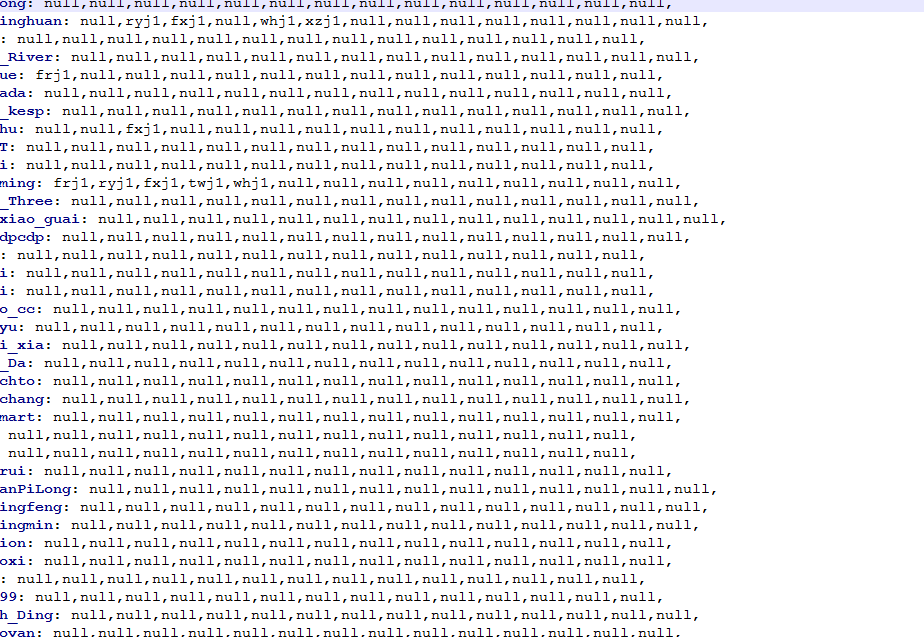 ong: null,null,null,null,null,null,null,null,null,null,null,null,null,null,
inghuan: null,ryj1,fxj1,null,whj1,xzj1,null,null,null,null,null,null,null,null,
: null,null,null,null,null,null,null,null,null,null,null,null,null,null,
_River: null,null,null,null,null,null,null,null,null,null,null,null,null,null,
ue: frj1,null,null,null,null,null,null,null,null,null,null,null,null,null,
ada: null,null,null,null,null,null,null,null,null,null,null,null,null,null,
_kesp: null,null,null,null,null,null,null,null,null,null,null,null,null,null,
hu: null,null,fxj1,null,null,null,null,null,null,null,null,null,null,null,
T: null,null,null,null,null,null,null,null,null,null,null,null,null,null,
i: null,null,null,null,null,null,null,null,null,null,null,null,null,null,
ming: frj1,ryj1,fxj1,twj1,whj1,null,null,null,null,null,null,null,null,null,
_Three: null,null,null,null,null,null,null,null,null,null,null,null,null,null,
xiao_guai: null,null,null,null,null,null,null,null,null,null,null,null,null,null,
dpcdp: null,null,null,null,null,null,null,null,null,null,null,null,null,null,
: null,null,null,null,null,null,null,null,null,null,null,null,null,null,
i: null,null,null,null,null,null,null,null,null,null,null,null,null,null,
i: null,null,null,null,null,null,null,null,null,null,null,null,null,null,
o_cc: null,null,null,null,null,null,null,null,null,null,null,null,null,null,
yu: null,null,null,null,null,null,null,null,null,null,null,null,null,null,
i_xia: null,null,null,null,null,null,null,null,null,null,null,null,null,null,
_Da: null,null,null,null,null,null,null,null,null,null,null,null,null,null,
chto: null,null,null,null,null,null,null,null,null,null,null,null,null,null,
chang: null,null,null,null,null,null,null,null,null,null,null,null,null,null,
mart: null,null,null,null,null,null,null,null,null,null,null,null,null,null,
null,null,null,null,null,null,null,null,null,null,null,null,null,null,
null,null,null,null,null,null,null,null,null,null,null,null,null,null,
rui: null,null,null,null,null,null,null,null,null,null,null,null,null,null,
anPiLong: null,null,null,null,null,null,null,null,null,null,null,null,null,null,
ingfeng: null,null,null,null,null,null,null,null,null,null,null,null,null,null,
ingmin: null,null,null,null,null,null,null,null,null,null,null,null,null,null,
ion: null,null,null,null,null,null,null,null,null,null,null,null,null,null,
oxi: null,null,null,null,null,null,null,null,null,null,null,null,null,null,
: null,null,null,null,null,null,null,null,null,null,null,null,null,null,
99: null,null,null,null,null,null,null,null,null,null,null,null,null,null,
h_Ding: null,null,null,null,null,null,null,null,null,null,null,null,null,null,
null,null,null,null,null,null,null,null,null,null,null,null,null,null,